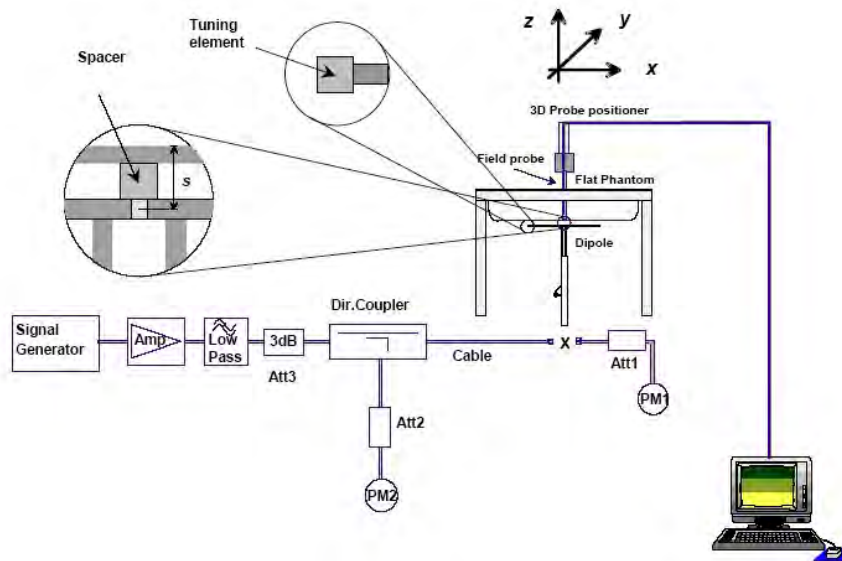 Tuning
element
Spacer
s
z
y
x
3D Probe positioner
Field probe
Flat Phantom
Dipole
Signal
Generator
Amp
Low
Pass
3dB
Att3
Dir.Coupler
Cable
x
Att1
PM1
Att2
PM2